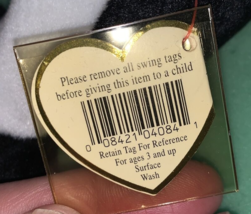 Please remove all swing tags
before giving this item to a child
0 08421 04084 1
Retain Tag For Reference
For ages 3 and up
Surface
Wash